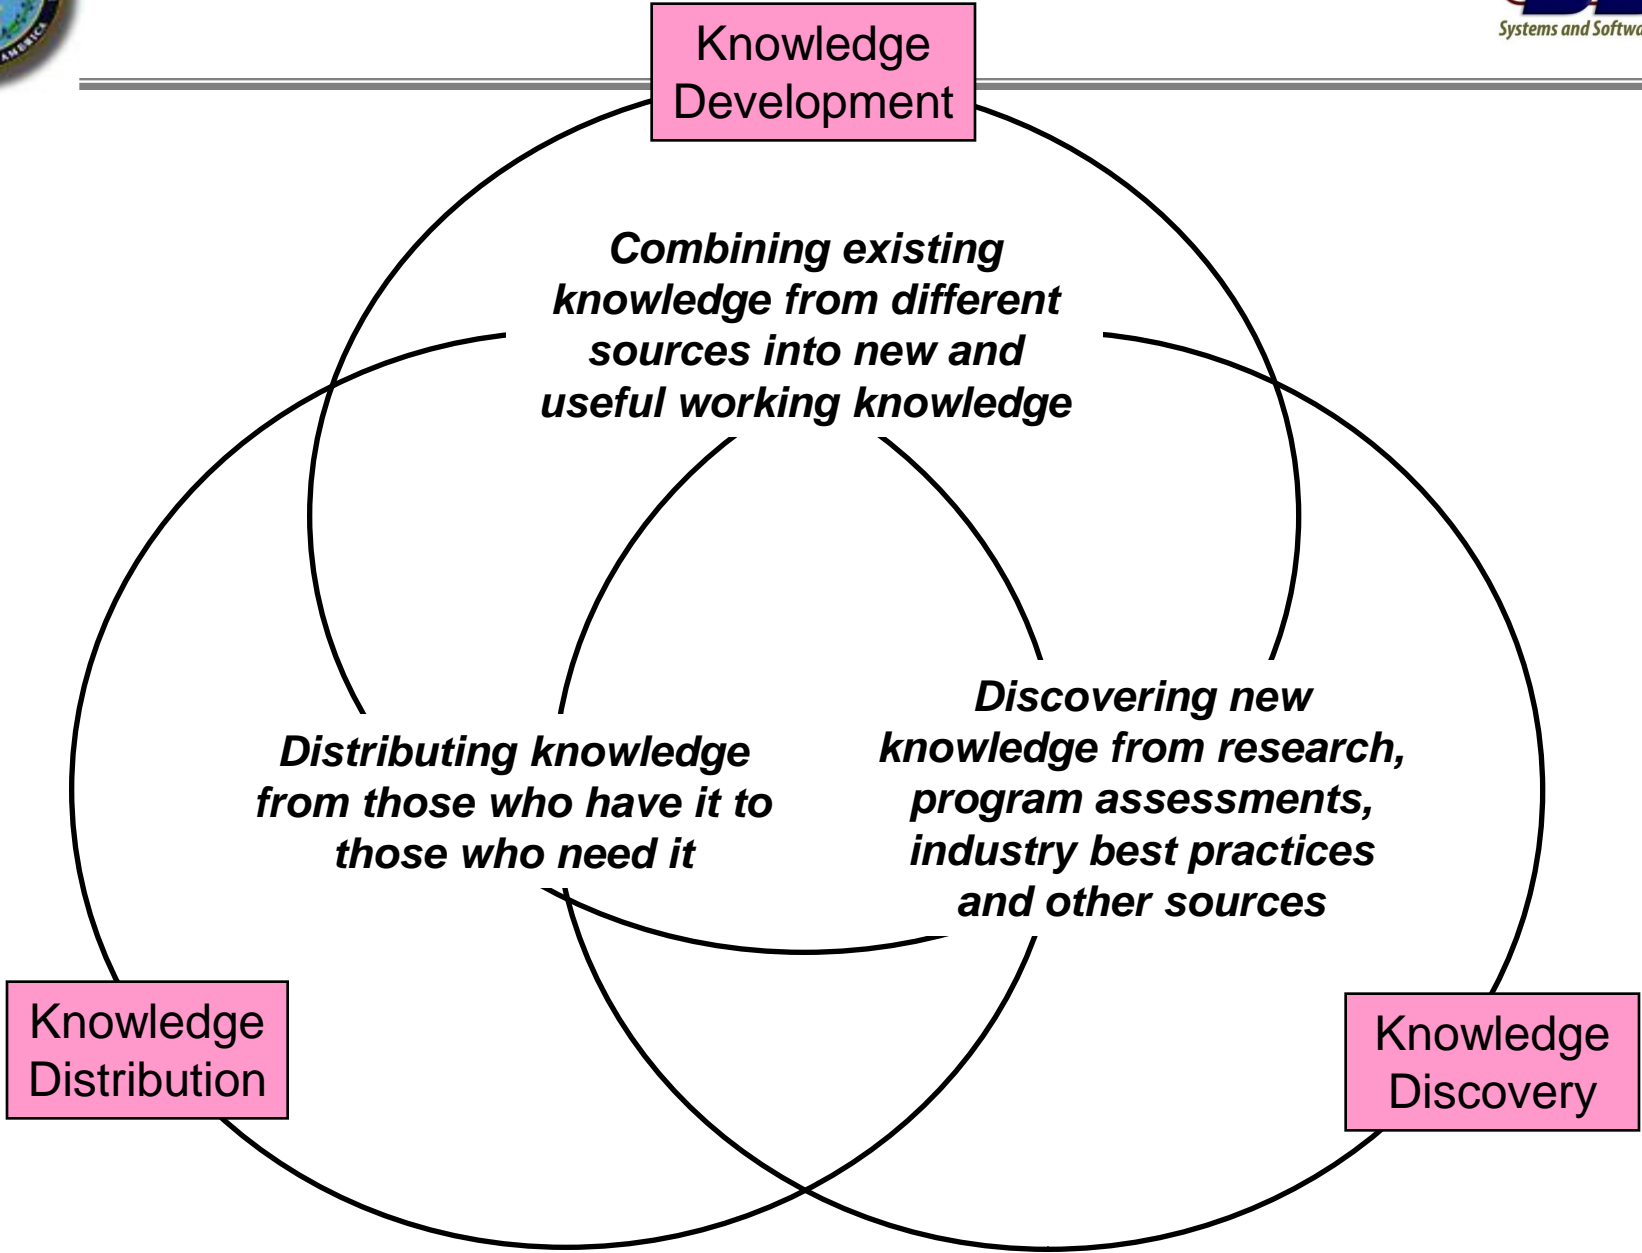 AMERICA
Systems and
Knowledge
Development
Combining existing
knowledge from different
sources into new and
useful working knowledge
Distributing knowledge
from those who have it to
those who need it
Discovering new
knowledge from research,
program assessments,
industry best practices
and other sources
Knowledge
Distribution
Knowledge
Discovery